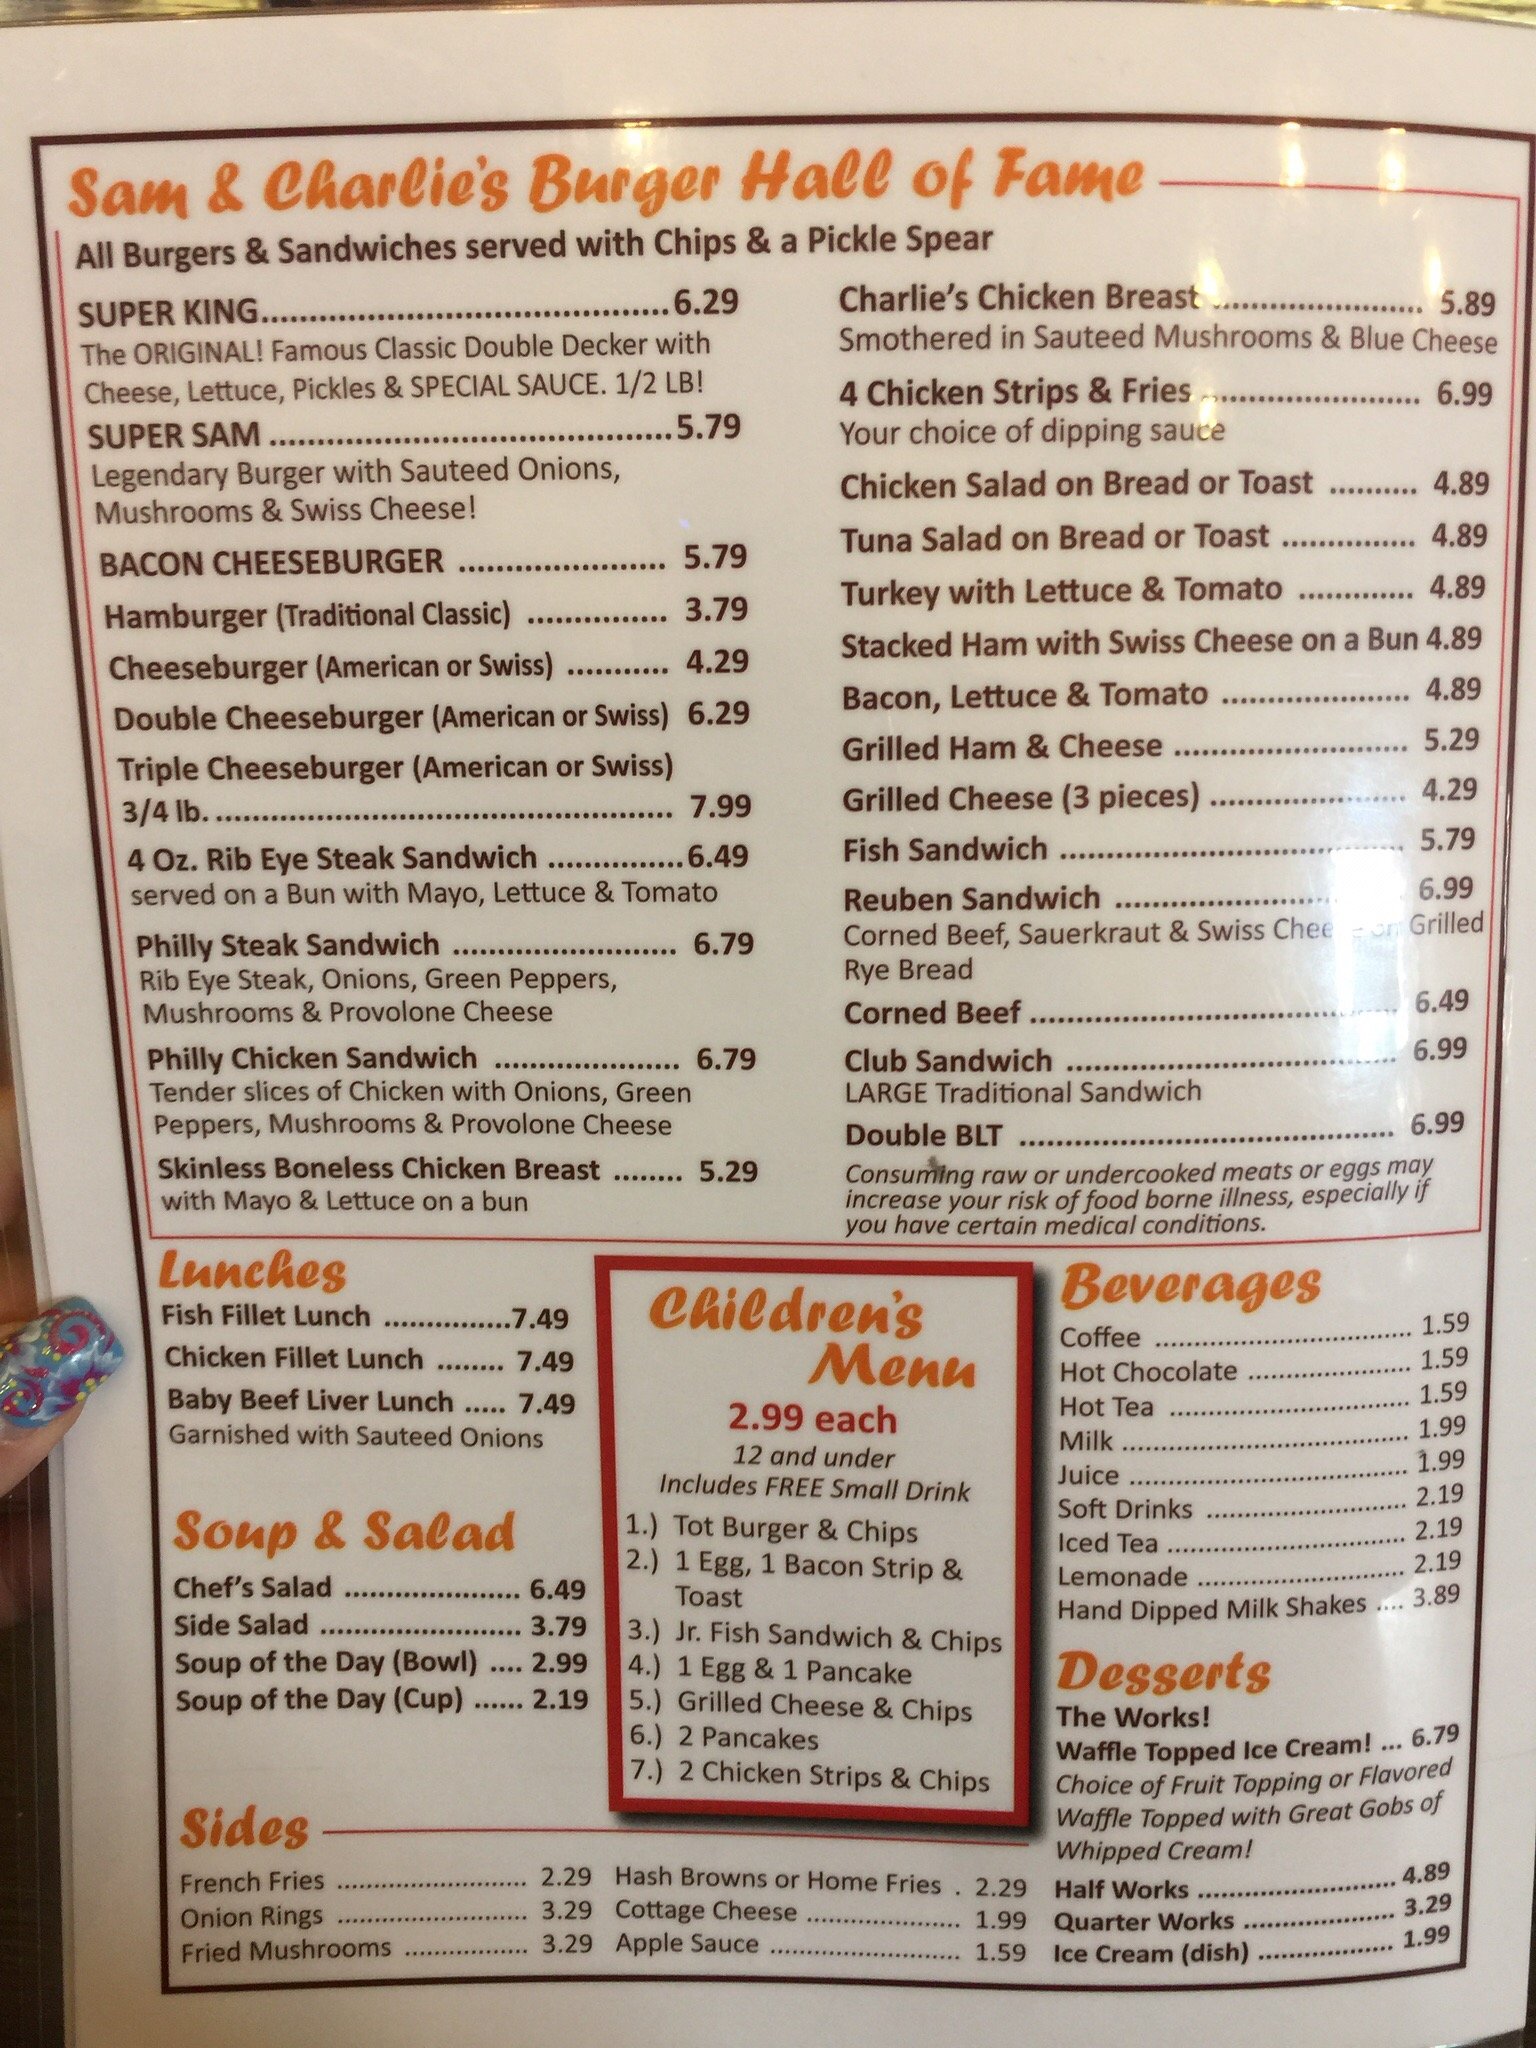 Sam & Charlie's Burger Hall of Fame
All Burgers & Sandwiches served with Chips & a Pickle Spear
SUPER KING...........................................6.29
The ORIGINAL! Famous Classic Double Decker with
Cheese, Lettuce, Pickles & SPECIAL SAUCE. 1/2 LB!
SUPER SAM ..........................................5.79
Legendary Burger with Sauteed Onions,
Mushrooms & Swiss Cheese!
BACON CHEESEBURGER ...................... 5.79
Hamburger (Traditional Classic) ............... 3.79
Cheeseburger (American or Swiss) ........... 4.29
Double Cheeseburger (American or Swiss) 6.29
Triple Cheeseburger (American or Swiss)
3/4 lb. ................................................ 7.99
4 Oz. Rib Eye Steak Sandwich ...............6.49
served on a Bun with Mayo, Lettuce & Tomato
Philly Steak Sandwich ........................ 6.79
Rib Eye Steak, Onions, Green Peppers,
Mushrooms & Provolone Cheese
Philly Chicken Sandwich .................... 6.79
Tender slices of Chicken with Onions, Green
Peppers, Mushrooms & Provolone Cheese
Skinless Boneless Chicken Breast ........ 5.29
with Mayo & Lettuce on a bun
Charlie's Chicken Breast ....................... 5.89
Smothered in Sauteed Mushrooms & Blue Cheese
4 Chicken Strips & Fries ....................... 6.99
Your choice of dipping sauce
Chicken Salad on Bread or Toast .......... 4.89
Tuna Salad on Bread or Toast ............... 4.89
Turkey with Lettuce & Tomato ............. 4.89
Stacked Ham with Swiss Cheese on a Bun 4.89
Bacon, Lettuce & Tomato .................... 4.89
Grilled Ham & Cheese ......................... 5.29
Grilled Cheese (3 pieces) ..................... 4.29
Fish Sandwich ..................................... 5.79
Reuben Sandwich ............................... 6.99
Corned Beef, Sauerkraut & Swiss Cheese on Grilled
Rye Bread
Corned Beef ....................................... 6.49
Club Sandwich ................................... 6.99
LARGE Traditional Sandwich
Double BLT ........................................ 6.99
Consuming raw or undercooked meats or eggs may
increase your risk of food borne illness, especially if
you have certain medical conditions.
Lunches
Fish Fillet Lunch ...............7.49
Chicken Fillet Lunch ........ 7.49
Baby Beef Liver Lunch ..... 7.49
Garnished with Sauteed Onions
Soup & Salad
Chef's Salad ..................... 6.49
Side Salad ........................ 3.79
Soup of the Day (Bowl) .... 2.99
Soup of the Day (Cup) ...... 2.19
Children's
Menu
2.99 each
12 and under
Includes FREE Small Drink
1.) Tot Burger & Chips
2.) 1 Egg, 1 Bacon Strip &
Toast
3.) Jr. Fish Sandwich & Chips
4.) 1 Egg & 1 Pancake
5.) Grilled Cheese & Chips
6.) 2 Pancakes
7.) 2 Chicken Strips & Chips
Beverages
Coffee .................................... 1.59
Hot Chocolate ....................... 1.59
Hot Tea .................................. 1.59
Milk ........................................ 1.99
Juice ....................................... 1.99
Soft Drinks ............................. 2.19
Iced Tea ................................. 2.19
Lemonade ............................. 2.19
Hand Dipped Milk Shakes .... 3.89
Desserts
The Works!
Waffle Topped Ice Cream! ... 6.79
Choice of Fruit Topping or Flavored
Waffle Topped with Great Gobs of
Whipped Cream!
Half Works ............................ 4.89
Quarter Works ...................... 3.29
Ice Cream (dish) ................... 1.99
Sides
French Fries .......................... 2.29
Onion Rings .......................... 3.29
Fried Mushrooms ................. 3.29
Hash Browns or Home Fries . 2.29
Cottage Cheese ..................... 1.99
Apple Sauce .......................... 1.59